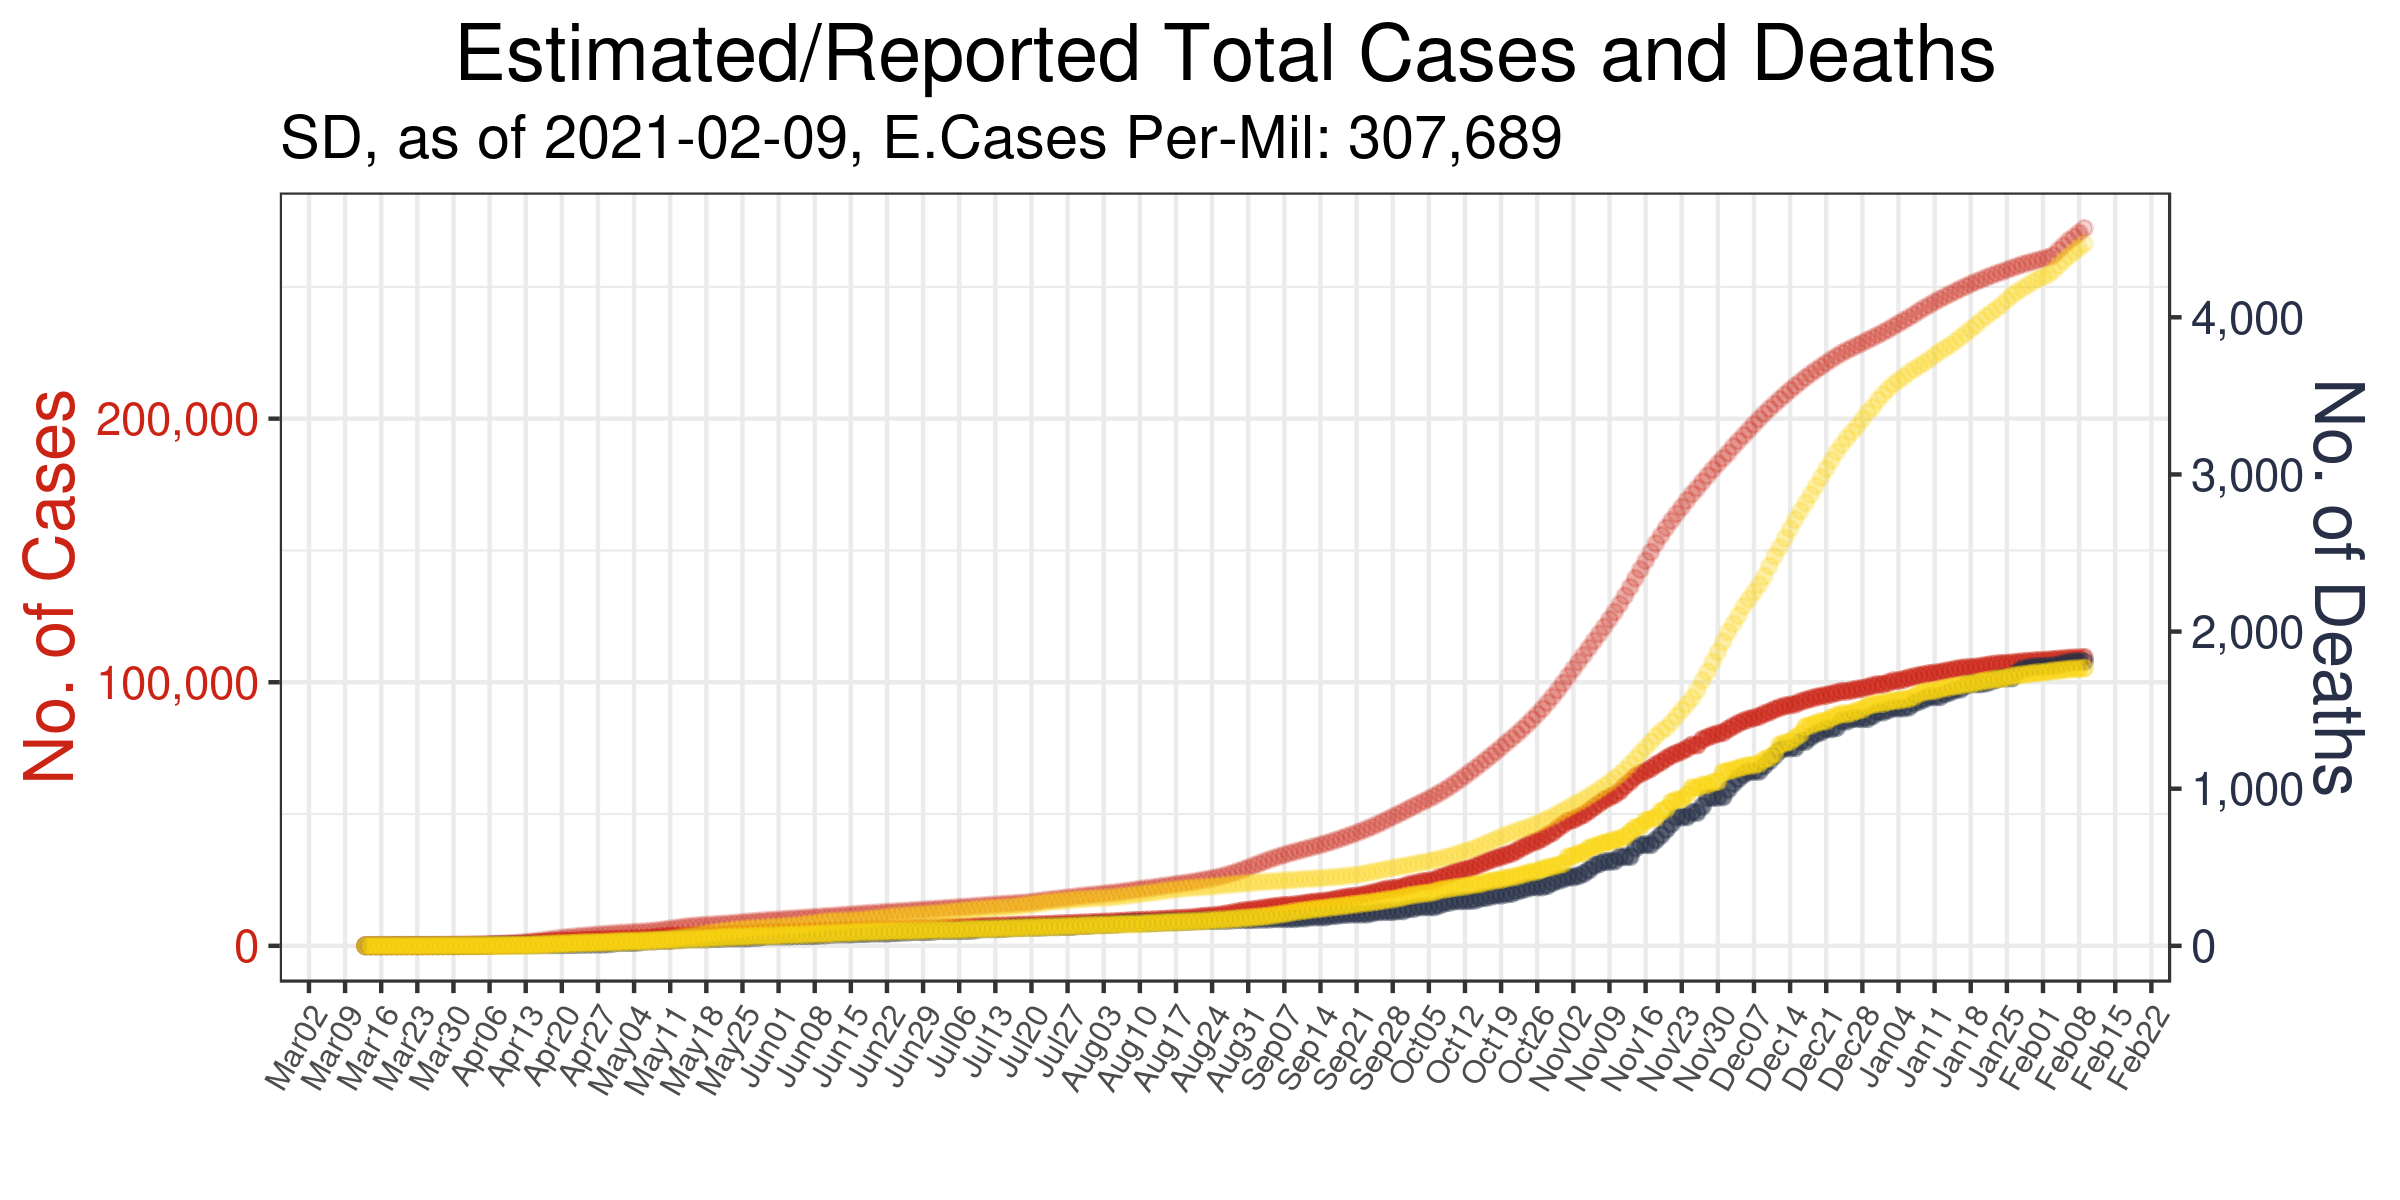 Estimated/Reported Total Cases and Deaths
SD, as of 2021-02-09, E.Cases Per-Mil: 307,689
No. of Cases
200,000
100,000
0
4,000
3,000
2,000
1,000
0
No. of Deaths
Mar02
Mar09
Mar16
Mar23
Mar30
Apr06
Apr13
Apr20
Apr27
May04
May11
May18
May25
Jun01
Jun08
Jun15
Jun22
Jun29
Jul06
Jul13
Jul20
Jul27
Aug03
Aug10
Aug17
Aug24
Aug31
Sep07
Sep14
Sep21
Sep28
Oct05
Oct12
Oct19
Oct26
Nov02
Nov09
Nov16
Nov23
Nov30
Dec07
Dec14
Dec21
Dec28
Jan04
Jan11
Jan18
Jan25
Feb01
Feb08
Feb15
Feb22